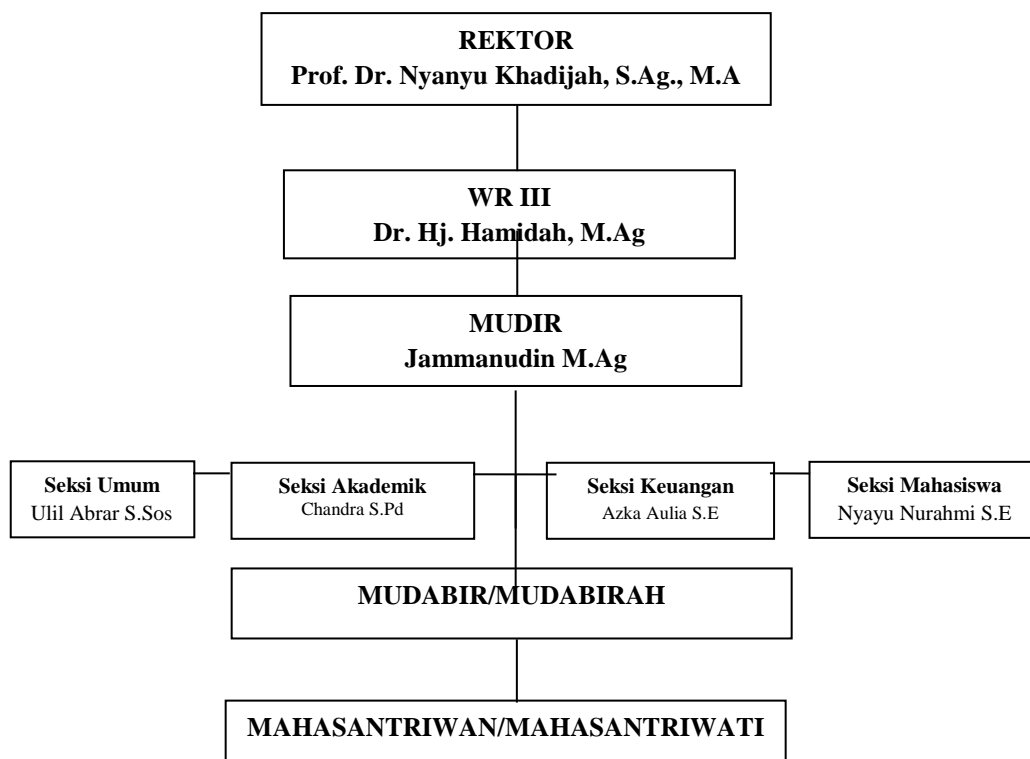 REKTOR
Prof. Dr. Nyanyu Khadijah, S.Ag., M.A
WR III
Dr. Hj. Hamidah, M.Ag
MUDIR
Jammanudin M.Ag
Seksi Umum
Ulil Abrar S.Sos
Seksi Akademik
Chandra S.Pd
Seksi Keuangan
Azka Aulia S.E
Seksi Mahasiswa
Nyayu Nurahmi S.E
MUDABIR/MUDABIRAH
MAHASANTRIWAN/MAHASANTRIWATI